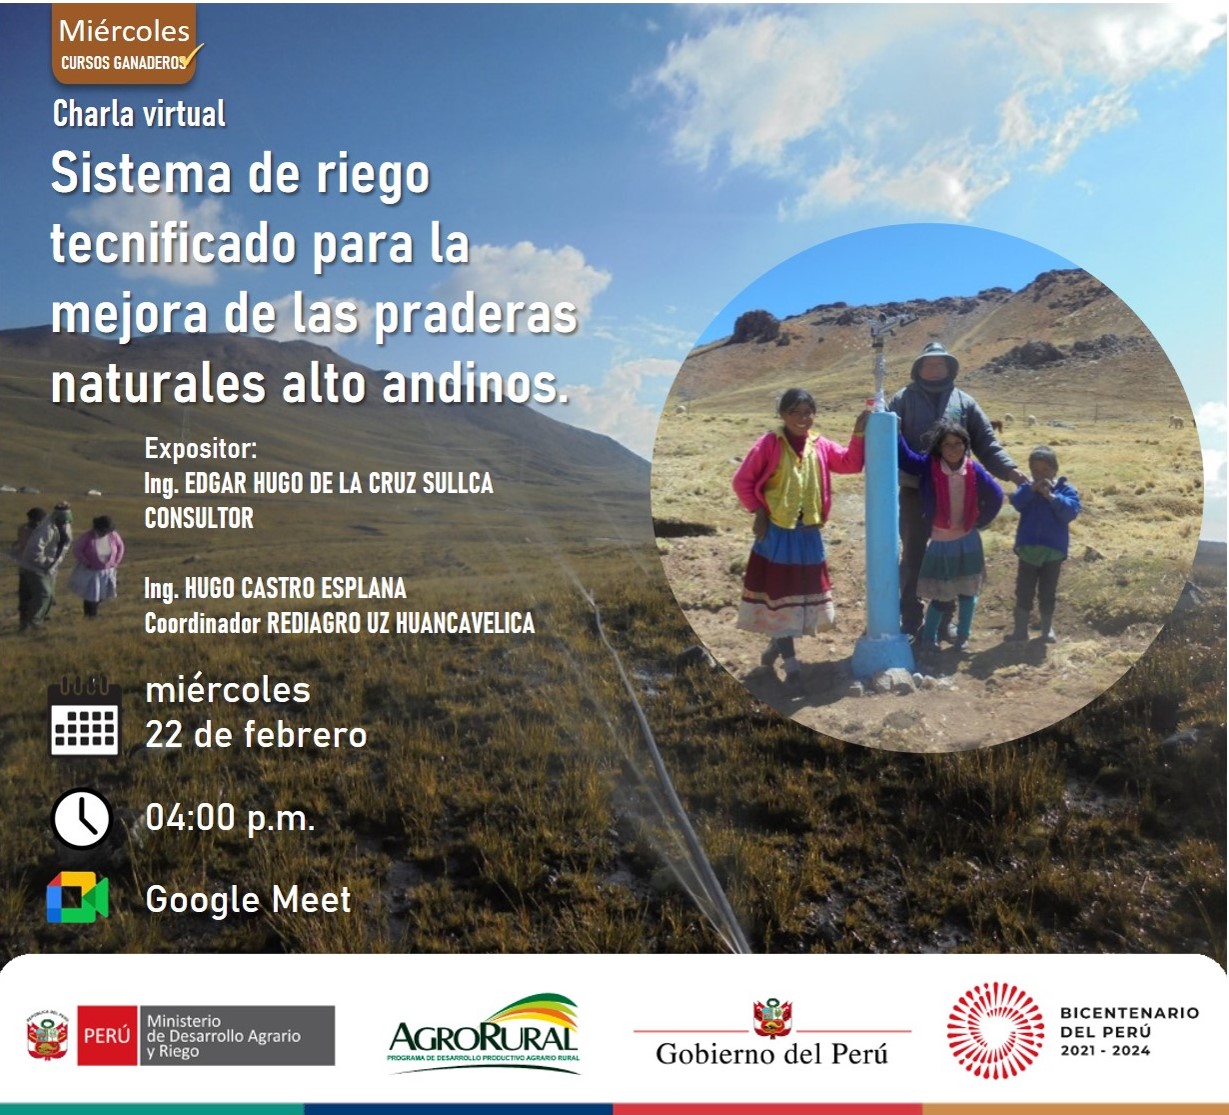 Miércoles
CURSOS GANADEROS
Charla virtual
Sistema de riego
tecnificado para la
mejora de las praderas
naturales alto andinos.
Expositor:
Ing. EDGAR HUGO DE LA CRUZ SULLCA
CONSULTOR
Ing. HUGO CASTRO ESPLANA
Coordinador REDIAGRO UZ HUANCAVELICA
miércoles
22 de febrero
04:00 p.m.
Google Meet
REPÚBLICA DEL PERÚ
PERÚ
Ministerio
de Desarrollo Agrario
y Riego
AGRORURAL
PROGRAMA DE DESARROLLO PRODUCTIVO AGRARIO RURAL
Gobierno del Perú
BICENTENARIO
DEL PERÚ
2021 - 2024